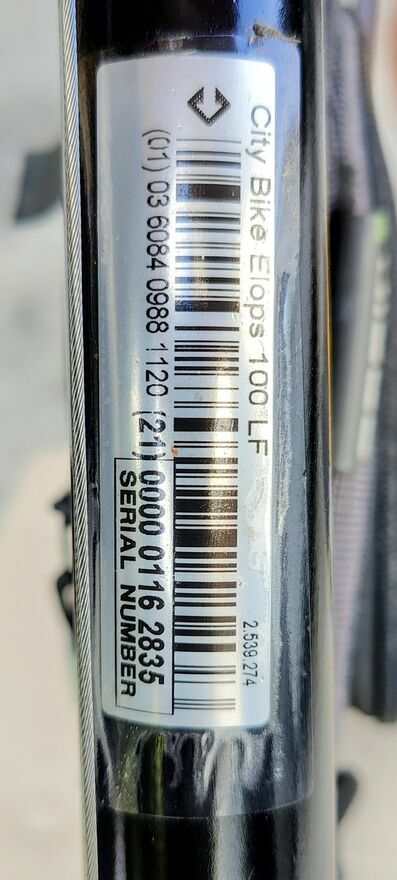 City Bike Elops 100 LF
2.539.274
(01) 03 6084 0988 1120 (21) 0000 0116 2835
SERIAL NUMBER